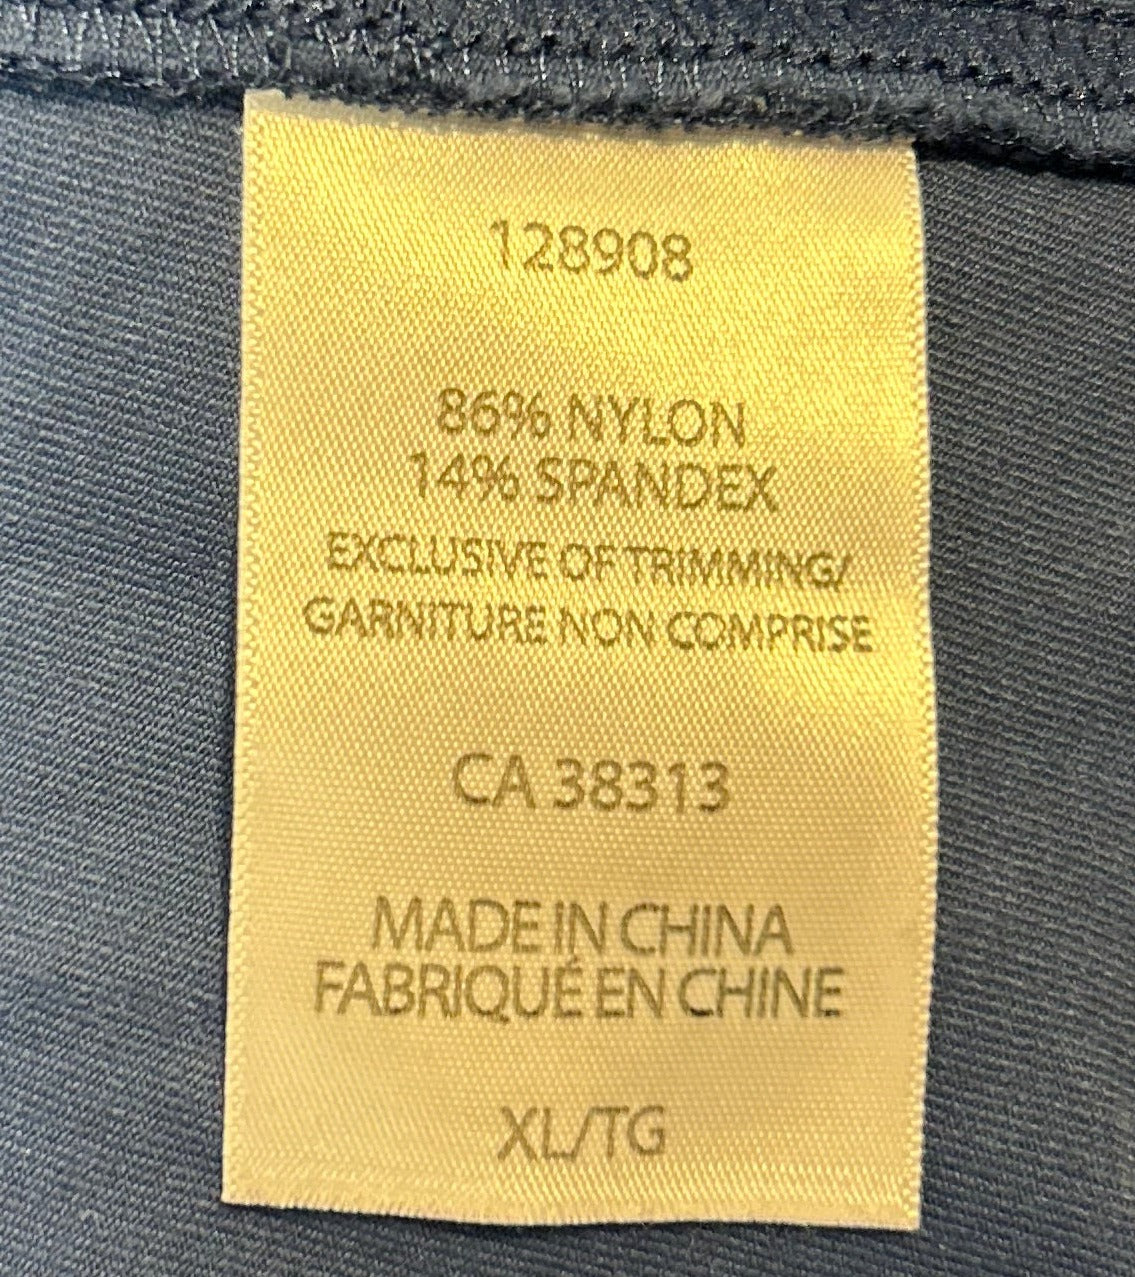 128908
86% NYLON
14% SPANDEX
EXCLUSIVE OF TRIMMING/
GARNITURE NON COMPRISE
CA 38313
MADE IN CHINA
FABRIQUÉ EN CHINE
XL/TG